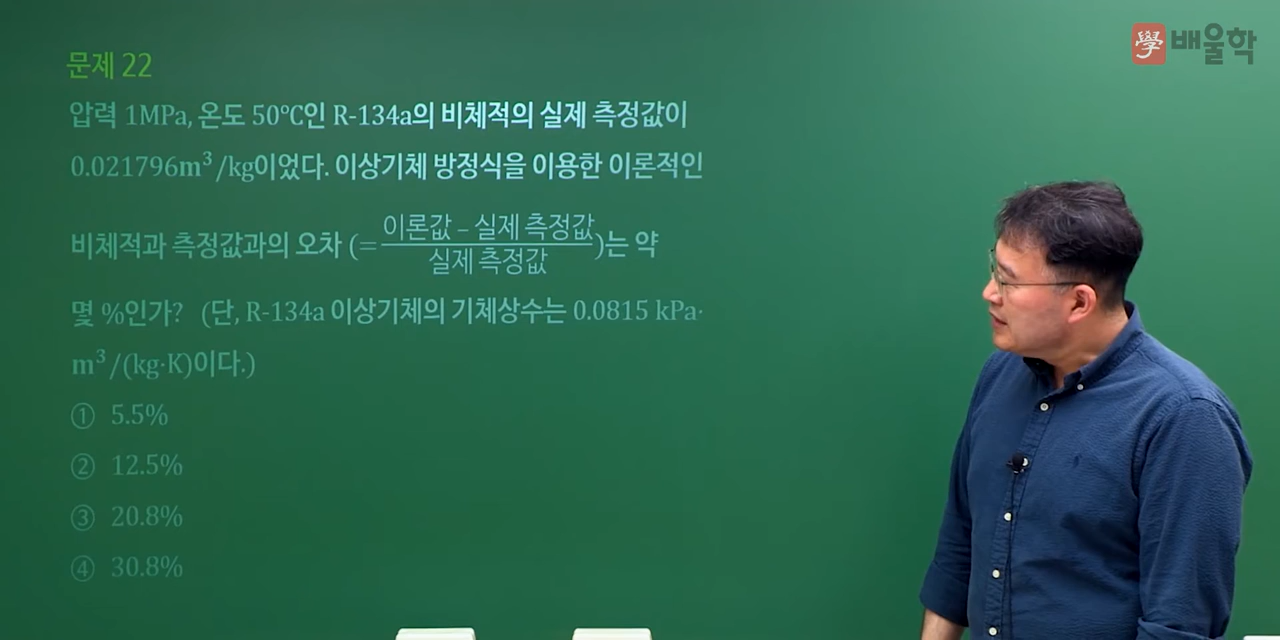 學 배울학
문제 22
압력 1MPa, 온도 50℃인 R-134a의 비체적의 실제 측정값이
0.021796m³/kg이었다. 이상기체 방정식을 이용한 이론적인
비체적과 측정값과의 오차 (= (이론값 – 실제 측정값)/(실제 측정값) )는 약
몇 %인가? (단, R-134a 이상기체의 기체상수는 0.0815 kPa·
m³/(kg·K)이다.)
① 5.5%
② 12.5%
③ 20.8%
④ 30.8%